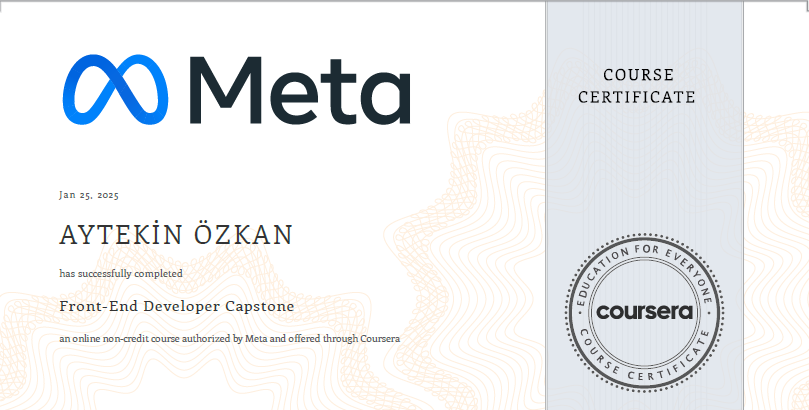 Meta
COURSE
CERTIFICATE
Jan 25, 2025
AYTEKİN ÖZKAN
has successfully completed
Front-End Developer Capstone
an online non-credit course authorized by Meta and offered through Coursera
EDUCATION FOR EVERYONE
coursera
COURSE CERTIFICATE